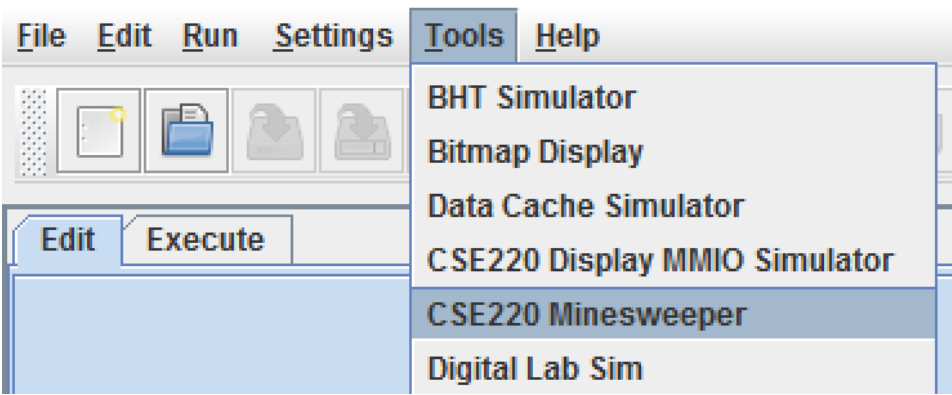 File Edit Run Settings Tools Help
BHT Simulator
Bitmap Display
Data Cache Simulator
CSE220 Display MMIO Simulator
CSE220 Minesweeper
Digital Lab Sim
Edit Execute